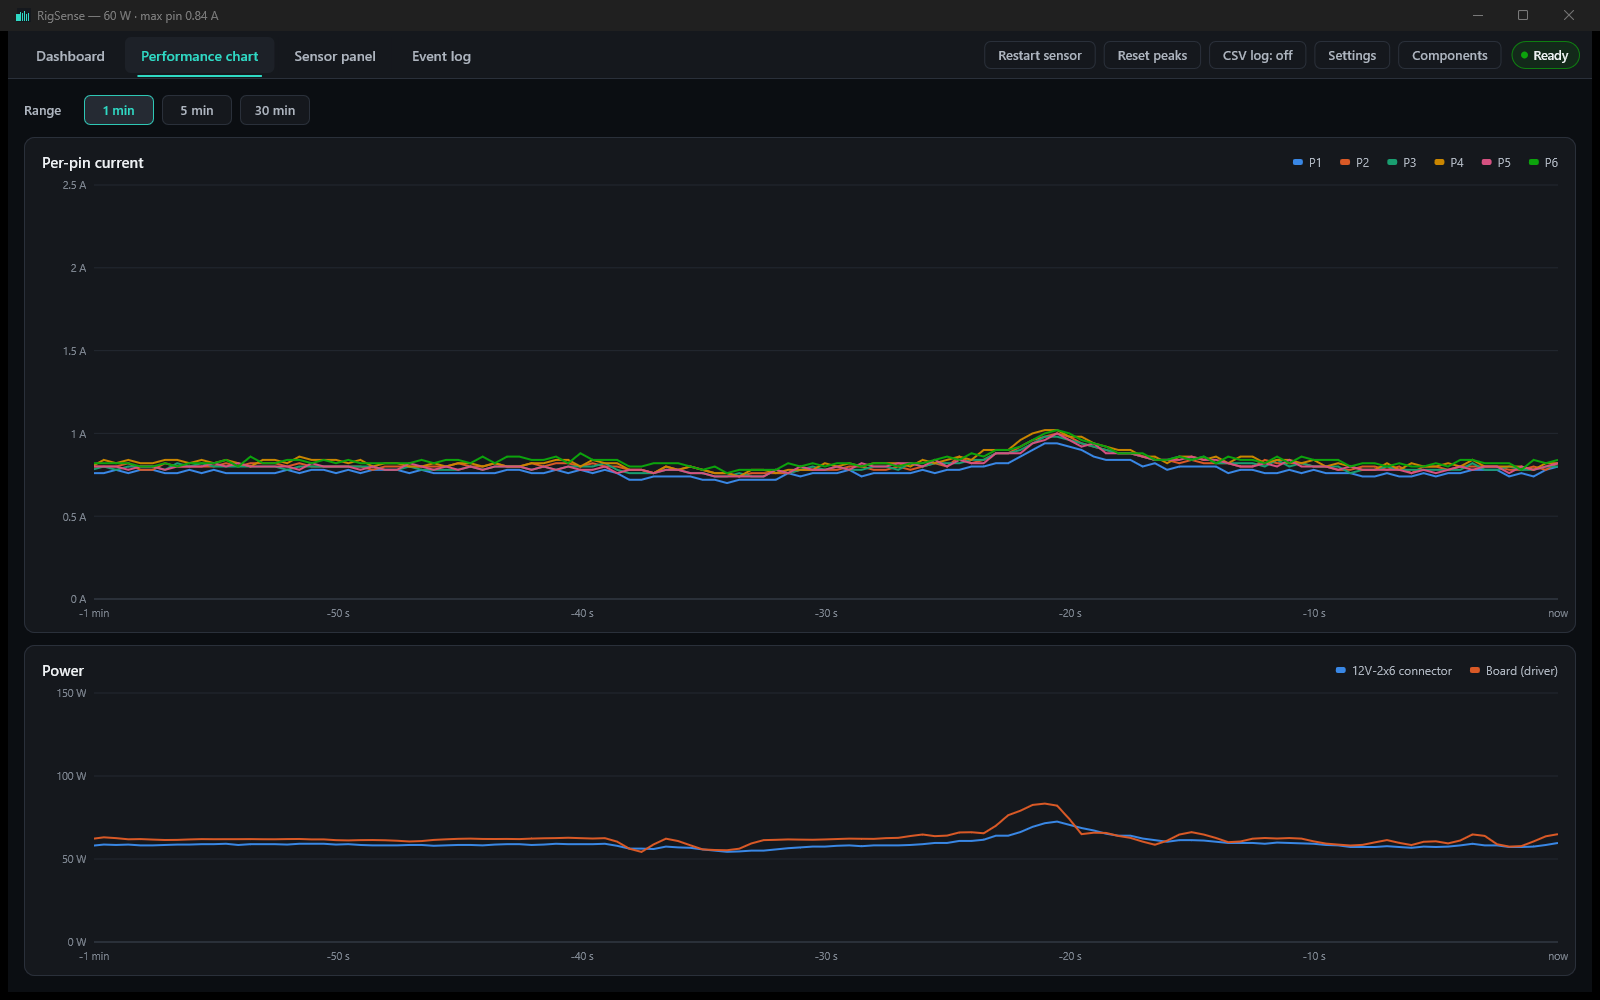 RigSense — 60 W · max pin 0.84 A
Dashboard
Performance chart
Sensor panel
Event log
Restart sensor
Reset peaks
CSV log: off
Settings
Components
Ready
Range
1 min
5 min
30 min
Per-pin current
P1
P2
P3
P4
P5
P6
2.5 A
2 A
1.5 A
1 A
0.5 A
0 A
-1 min
-50 s
-40 s
-30 s
-20 s
-10 s
now
Power
12V-2x6 connector
Board (driver)
150 W
100 W
50 W
0 W
-1 min
-50 s
-40 s
-30 s
-20 s
-10 s
now